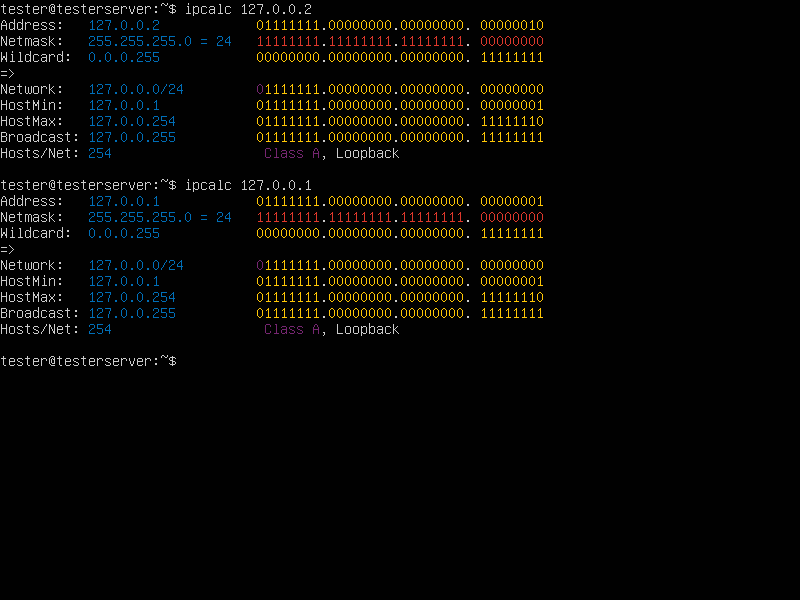 tester@testerserver:~$ ipcalc 127.0.0.2
Address:   127.0.0.2            01111111.00000000.00000000. 00000010
Netmask:   255.255.255.0 = 24   11111111.11111111.11111111. 00000000
Wildcard:  0.0.0.255            00000000.00000000.00000000. 11111111
=>
Network:   127.0.0.0/24         01111111.00000000.00000000. 00000000
HostMin:   127.0.0.1            01111111.00000000.00000000. 00000001
HostMax:   127.0.0.254          01111111.00000000.00000000. 11111110
Broadcast: 127.0.0.255          01111111.00000000.00000000. 11111111
Hosts/Net: 254                   Class A, Loopback

tester@testerserver:~$ ipcalc 127.0.0.1
Address:   127.0.0.1            01111111.00000000.00000000. 00000001
Netmask:   255.255.255.0 = 24   11111111.11111111.11111111. 00000000
Wildcard:  0.0.0.255            00000000.00000000.00000000. 11111111
=>
Network:   127.0.0.0/24         01111111.00000000.00000000. 00000000
HostMin:   127.0.0.1            01111111.00000000.00000000. 00000001
HostMax:   127.0.0.254          01111111.00000000.00000000. 11111110
Broadcast: 127.0.0.255          01111111.00000000.00000000. 11111111
Hosts/Net: 254                   Class A, Loopback

tester@testerserver:~$